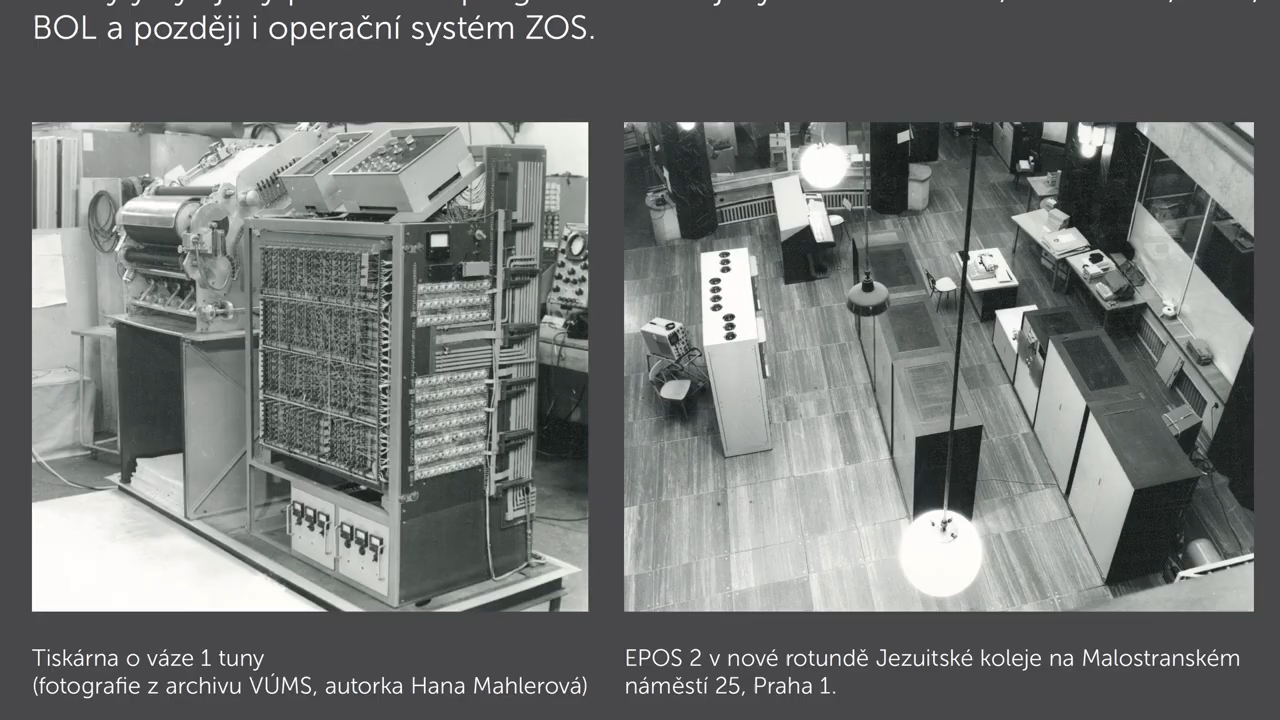 BOL a později i operační systém ZOS.
Tiskárna o váze 1 tuny
(fotografie z archivu VÚMS, autorka Hana Mahlerová)
EPOS 2 v nové rotundě Jezuitské koleje na Malostranském
náměstí 25, Praha 1.